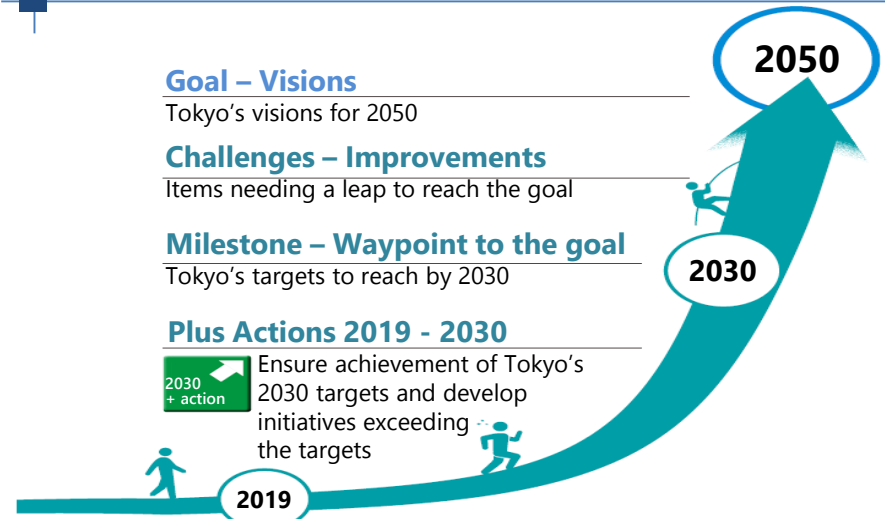 2050
Goal – Visions
Tokyo's visions for 2050
Challenges – Improvements
Items needing a leap to reach the goal
Milestone – Waypoint to the goal
Tokyo's targets to reach by 2030
2030
Plus Actions 2019 - 2030
2030
+ action
Ensure achievement of Tokyo's
2030 targets and develop
initiatives exceeding
the targets
2019